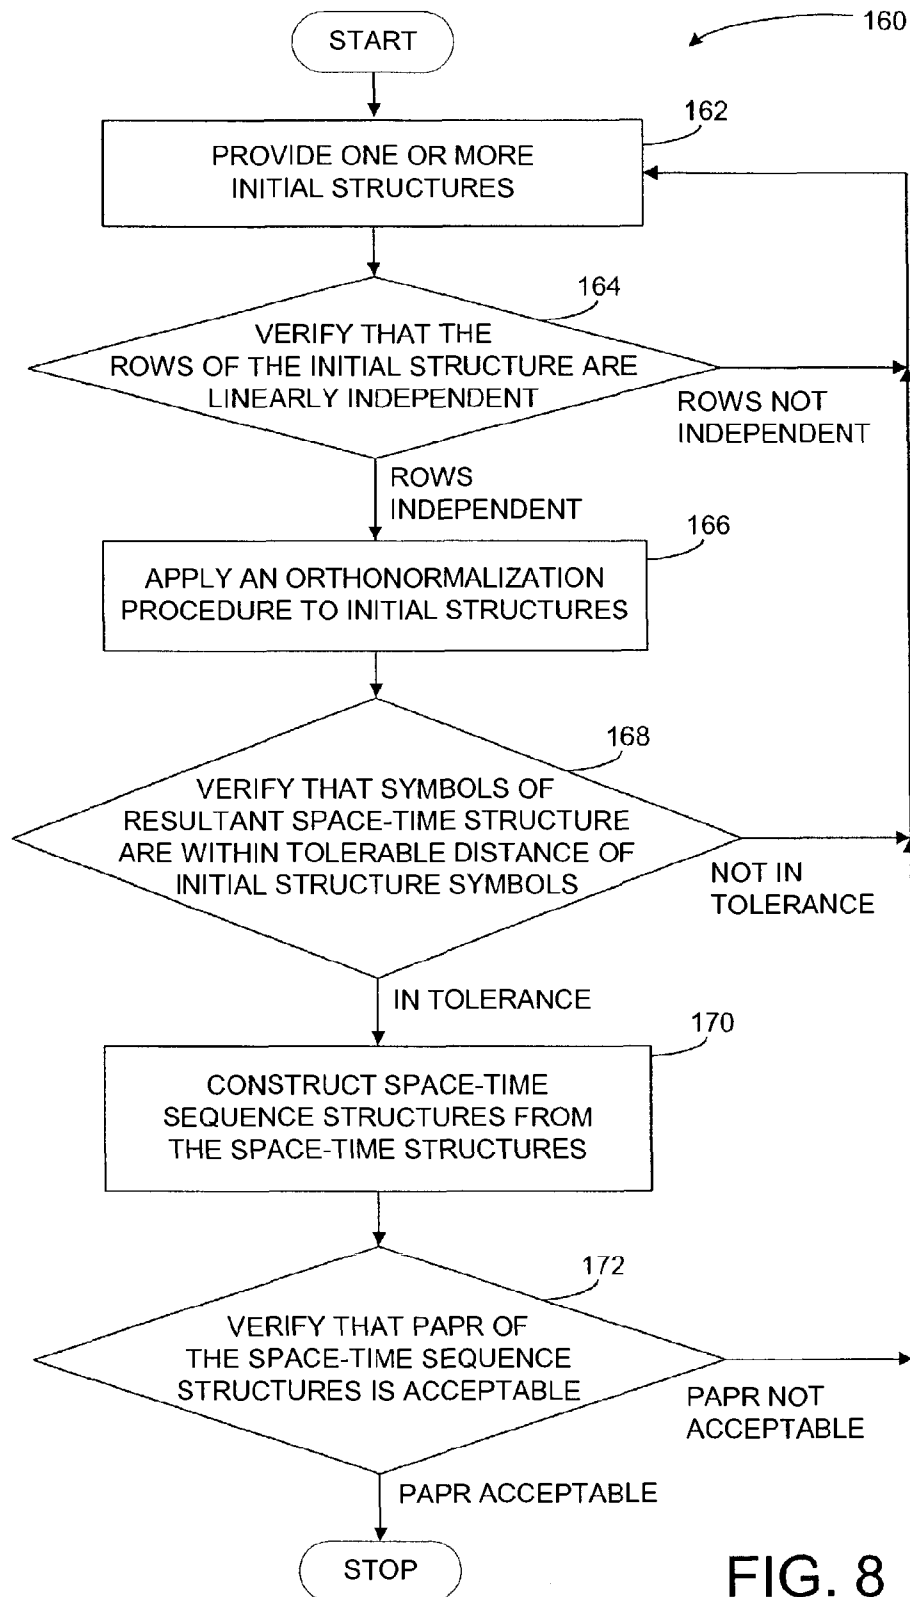 START
160
162
PROVIDE ONE OR MORE
INITIAL STRUCTURES
164
VERIFY THAT THE
ROWS OF THE INITIAL STRUCTURE ARE
LINEARLY INDEPENDENT
ROWS NOT
INDEPENDENT
ROWS
INDEPENDENT
166
APPLY AN ORTHONORMALIZATION
PROCEDURE TO INITIAL STRUCTURES
168
VERIFY THAT SYMBOLS OF
RESULTANT SPACE-TIME STRUCTURE
ARE WITHIN TOLERABLE DISTANCE OF
INITIAL STRUCTURE SYMBOLS
NOT IN
TOLERANCE
IN TOLERANCE
170
CONSTRUCT SPACE-TIME
SEQUENCE STRUCTURES FROM
THE SPACE-TIME STRUCTURES
172
VERIFY THAT PAPR OF
THE SPACE-TIME SEQUENCE
STRUCTURES IS ACCEPTABLE
PAPR NOT
ACCEPTABLE
PAPR ACCEPTABLE
STOP
FIG. 8